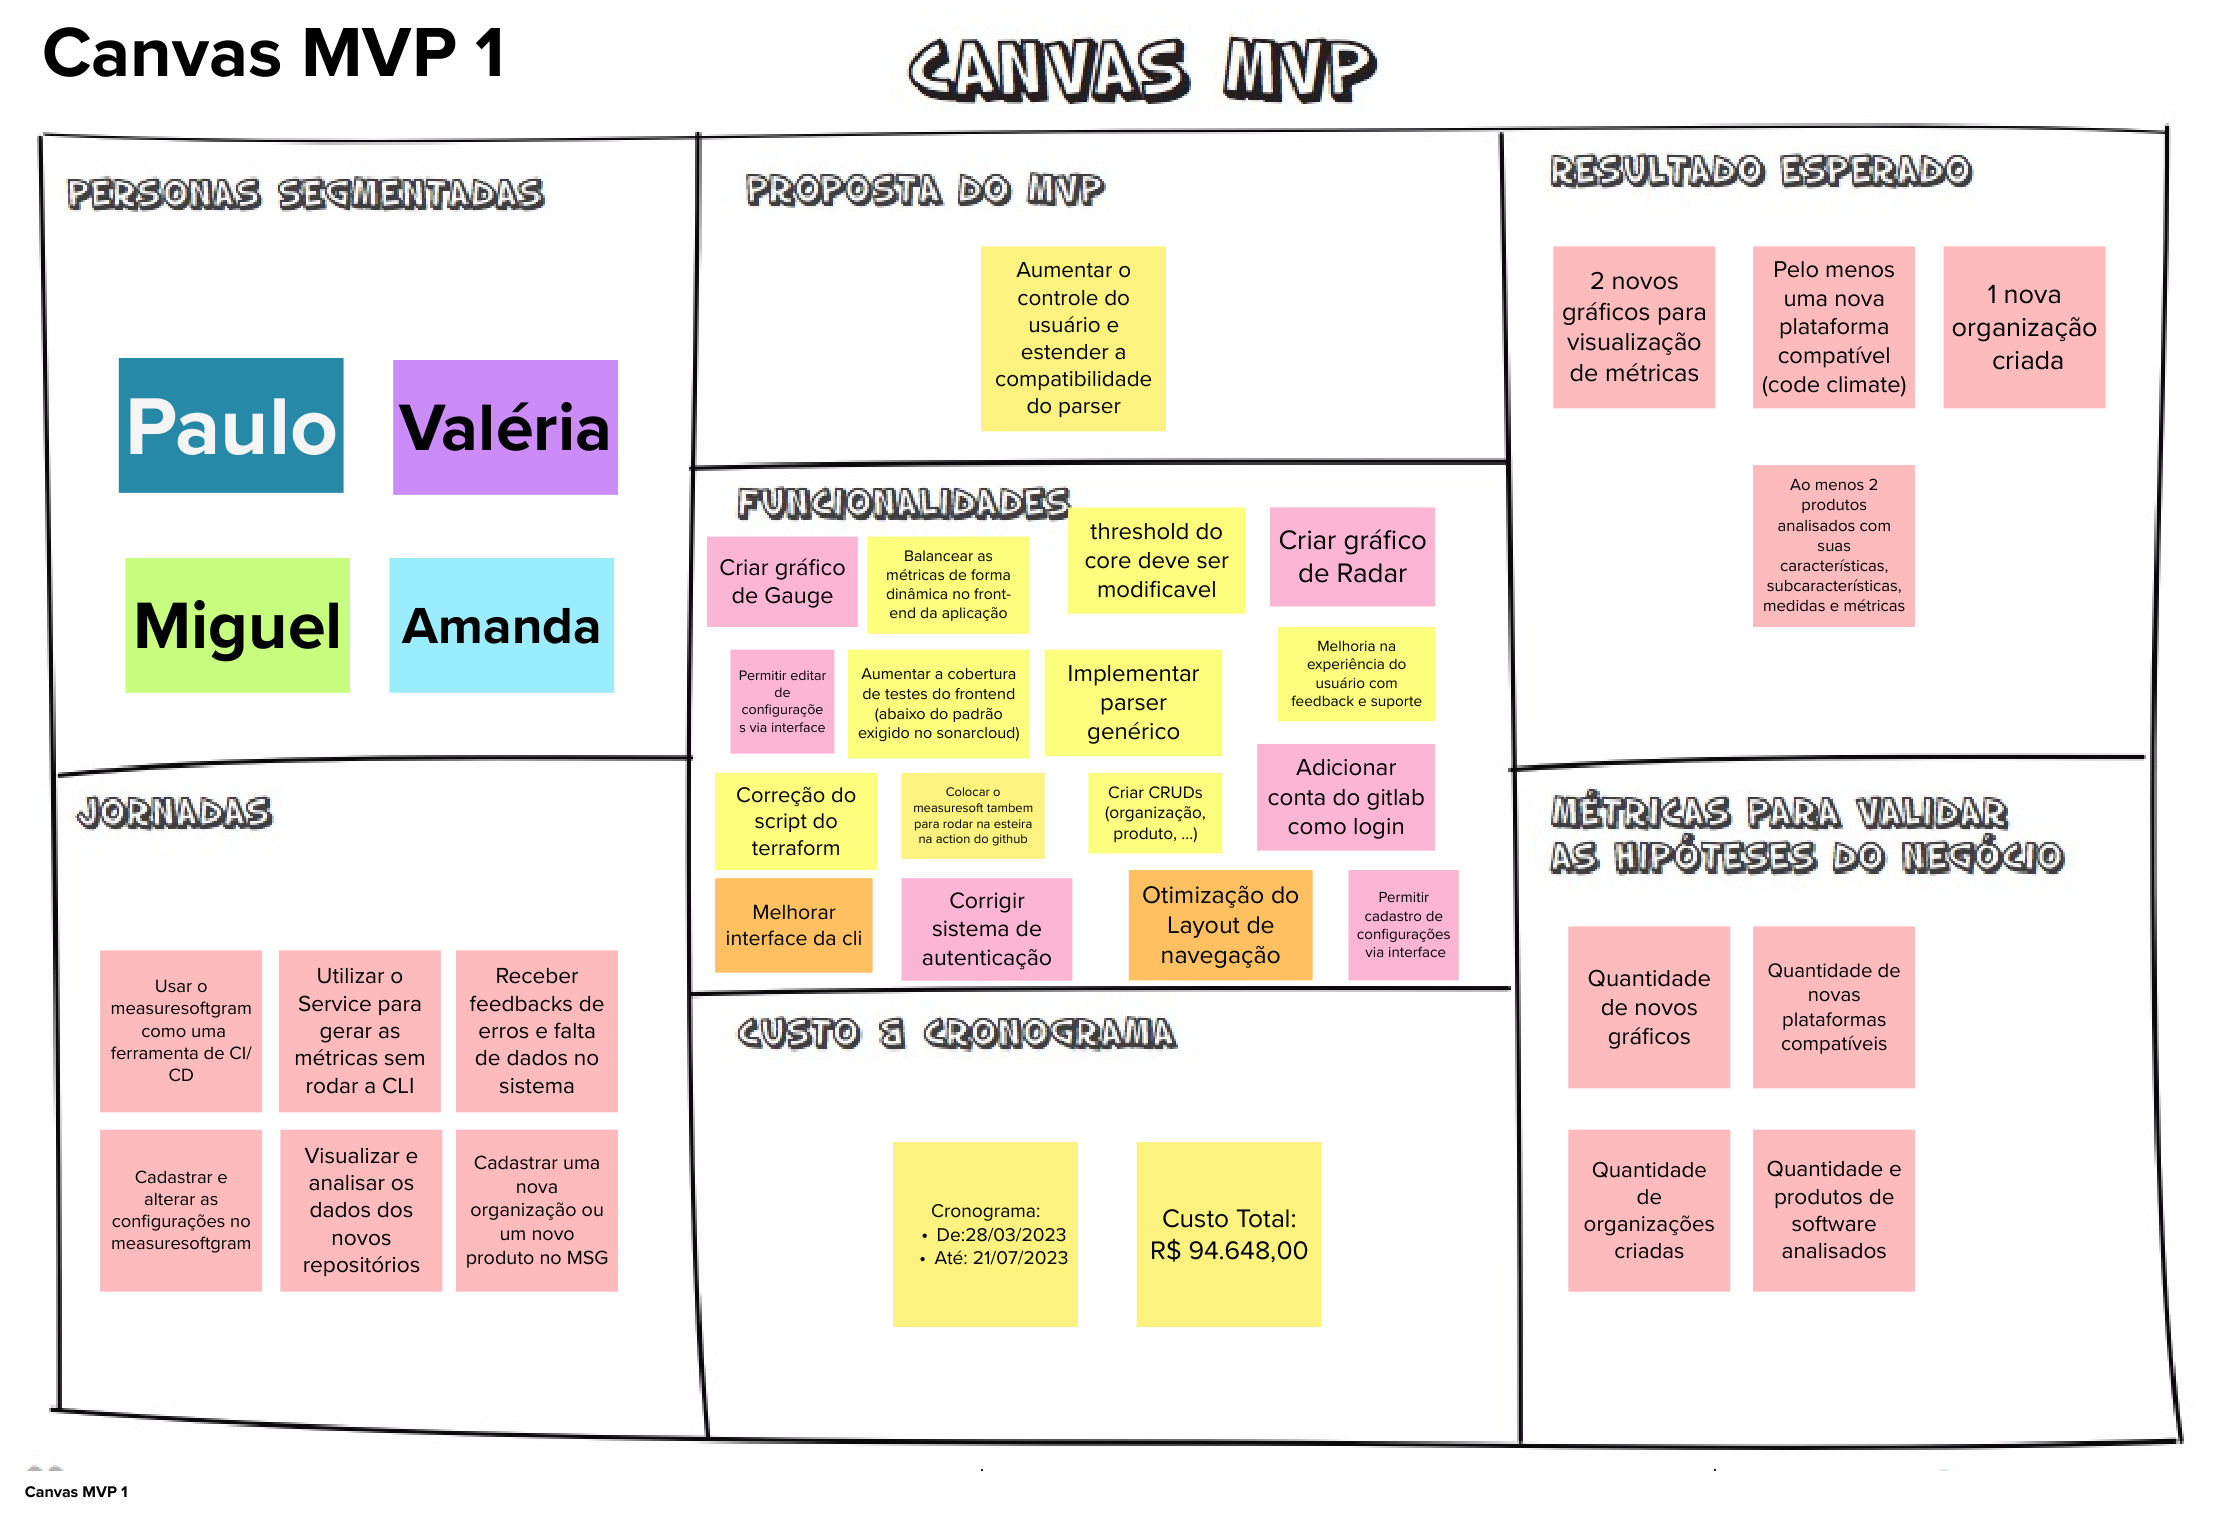 Canvas MVP 1
CANVAS MVP
PERSONAS SEGMENTADAS
Paulo
Valéria
Miguel
Amanda
PROPOSTA DO MVP
Aumentar o
controle do
usuário e
estender a
compatibilidade
do parser
RESULTADO ESPERADO
2 novos
gráficos para
visualização
de métricas
Pelo menos
uma nova
plataforma
compatível
(code climate)
1 nova
organização
criada
Ao menos 2
produtos
analisados com
suas
características,
subcaracterísticas,
medidas e métricas
FUNCIONALIDADES
Criar gráfico
de Gauge
Balancear as
métricas de forma
dinâmica no front-
end da aplicação
threshold do
core deve ser
modificavel
Criar gráfico
de Radar
Permitir editar
de
configuraçõe
s via interface
Aumentar a cobertura
de testes do frontend
(abaixo do padrão
exigido no sonarcloud)
Implementar
parser
genérico
Melhoria na
experiência do
usuário com
feedback e suporte
Correção do
script do
terraform
Colocar o
measuresoft tambem
para rodar na esteira
na action do github
Criar CRUDs
(organização,
produto, ...)
Adicionar
conta do gitlab
como login
Melhorar
interface da cli
Corrigir
sistema de
autenticação
Otimização do
Layout de
navegação
Permitir
cadastro de
configurações
via interface
JORNADAS
Usar o
measuresoftgram
como uma
ferramenta de CI/
CD
Utilizar o
Service para
gerar as
métricas sem
rodar a CLI
Receber
feedbacks de
erros e falta
de dados no
sistema
Cadastrar e
alterar as
configurações no
measuresoftgram
Visualizar e
analisar os
dados dos
novos
repositórios
Cadastrar uma
nova
organização ou
um novo
produto no MSG
CUSTO & CRONOGRAMA
Cronograma:
• De:28/03/2023
• Até: 21/07/2023
Custo Total:
R$ 94.648,00
MÉTRICAS PARA VALIDAR
AS HIPÓTESES DO NEGÓCIO
Quantidade
de novos
gráficos
Quantidade de
novas
plataformas
compatíveis
Quantidade
de
organizações
criadas
Quantidade e
produtos de
software
analisados
Canvas MVP 1